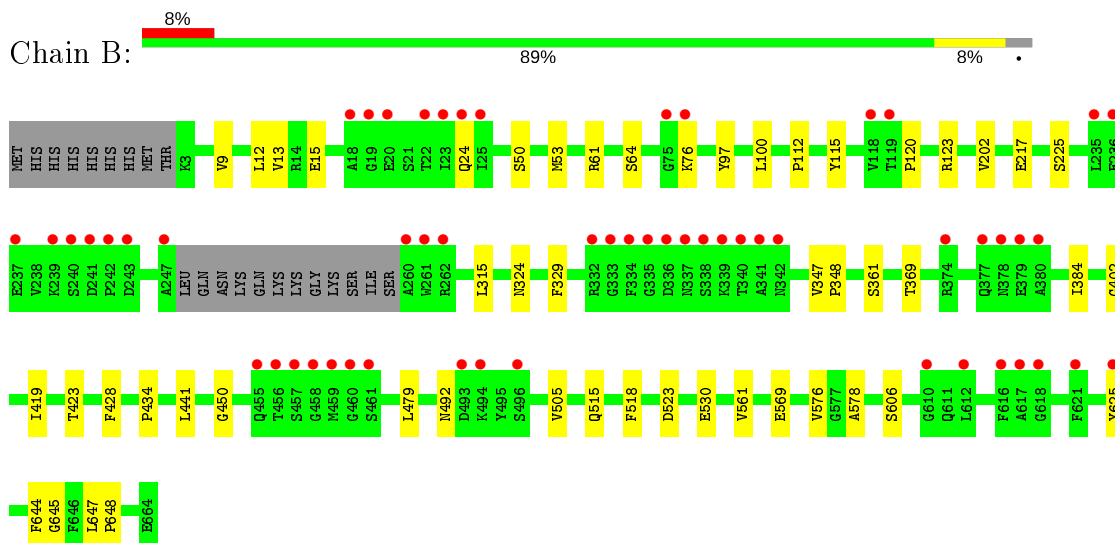 8%
Chain B:
89% 8% •
MET HIS HIS HIS HIS HIS HIS MET THR K3 V9 L12 V13 R14 E15 A18 G19 E20 S21 T22 I23 Q24 I25 S50 M53 R61 S64 G75 K76 Y97 L100 P112 Y115 V118 T119 P120 R123 V202 E217 S225 L235
E237 V238 K239 S240 D241 P242 D243 A247 LEU GLN ASN LYS GLN LYS LYS GLY LYS SER ILE SER A260 W261 R262 L315 N324 F329 R332 G333 F334 G335 D336 N337 S338 K339 T340 A341 N342 V347 P348 S361 T369 R374 Q377 N378 E379 A380 I384
I419 T423 F428 P434 L441 G450 Q455 T456 S457 G458 M459 G460 S461 L479 N492 D493 K494 Y495 S496 V505 Q515 F518 D523 E530 V561 E569 V576 G577 A578 S606 G610 Q611 L612 F616 A617 G618 F621
F644 G645 F646 L647 P648 E664